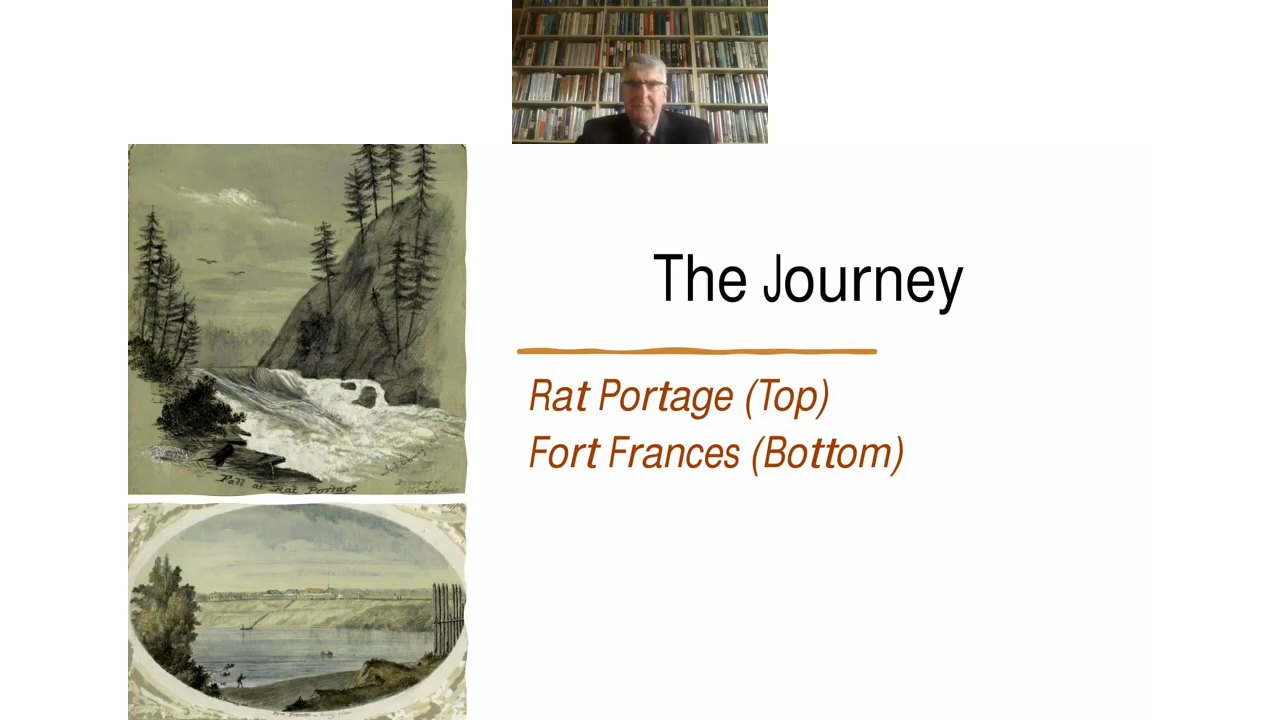 The Journey
Rat Portage (Top)
Fort Frances (Bottom)
Fall at Rat Portage